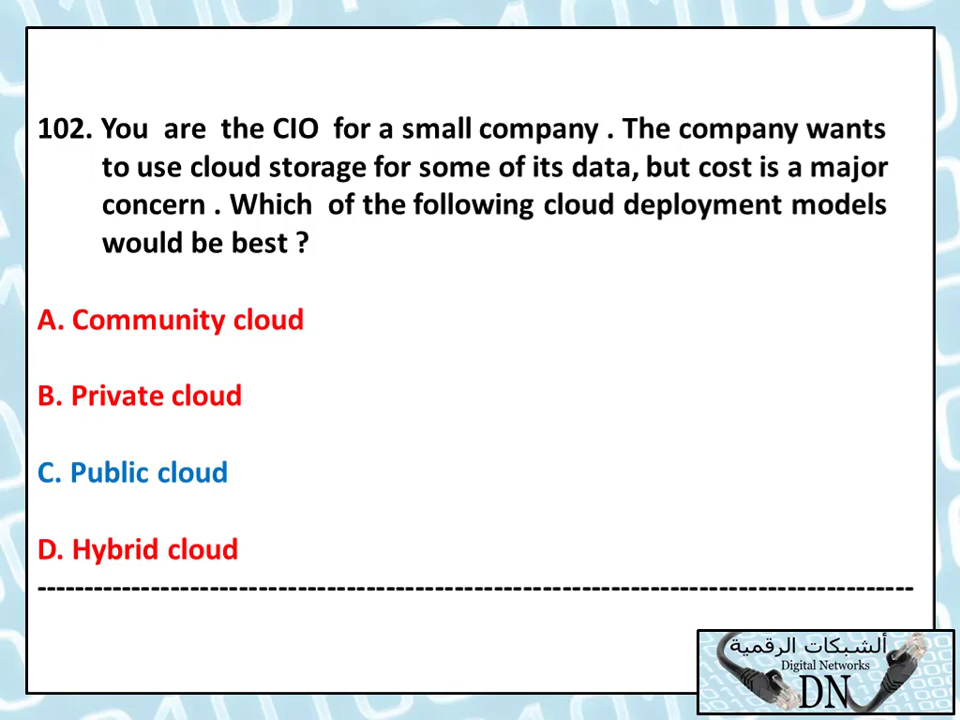 102. You are the CIO for a small company . The company wants
to use cloud storage for some of its data, but cost is a major
concern . Which of the following cloud deployment models
would be best ?
A. Community cloud
B. Private cloud
C. Public cloud
D. Hybrid cloud
------------------------------------------------------------------------------------------------
ألشبكات الرقمية
Digital Networks
DN